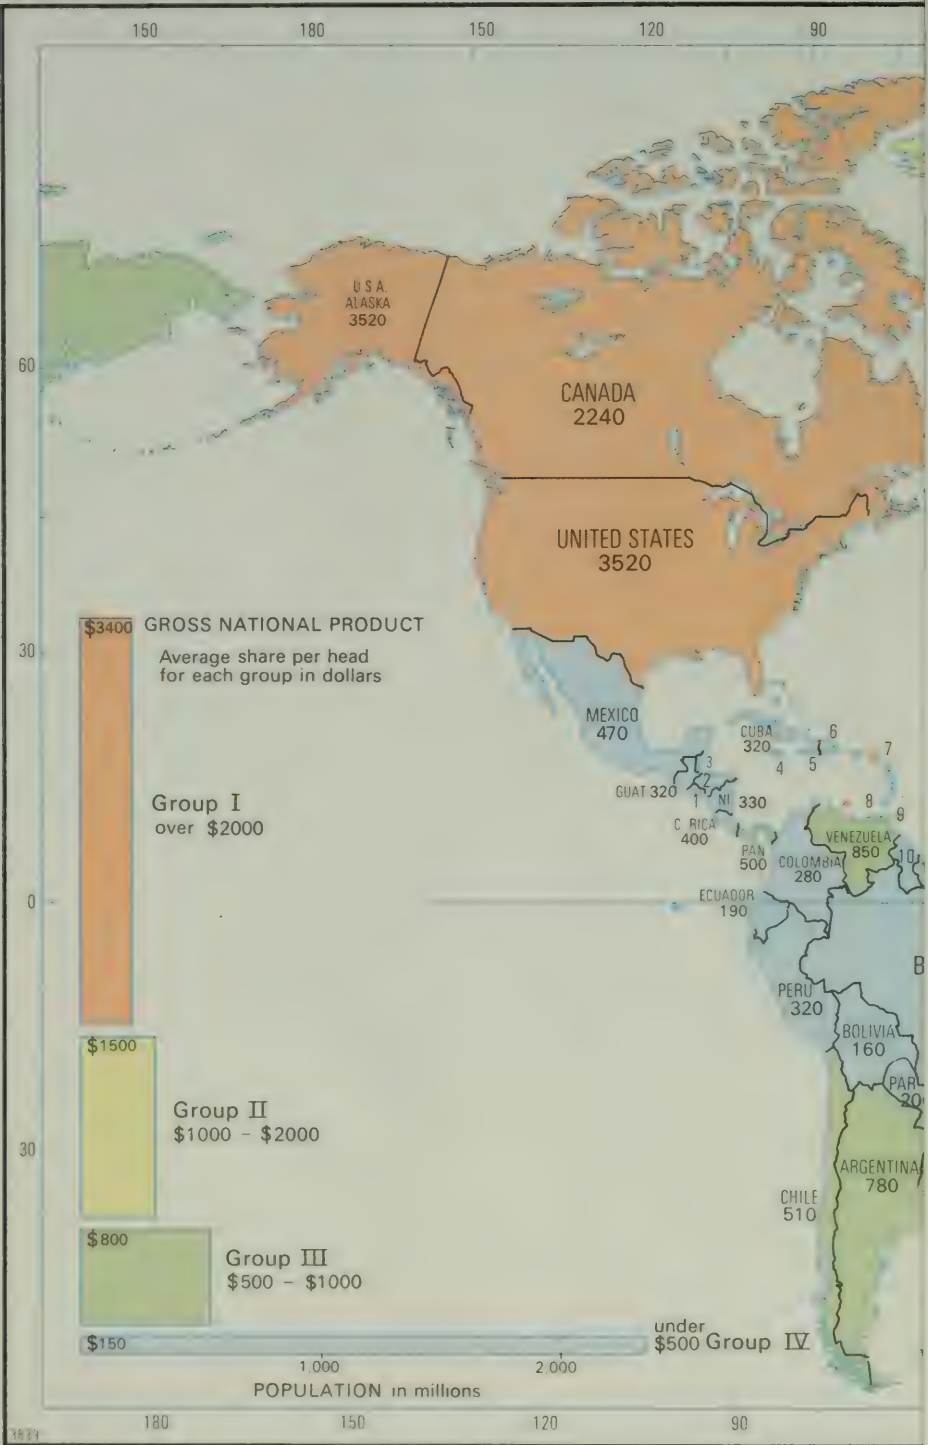 150 180 150 120 90
U S A.
ALASKA
3520
60
CANADA
2240
UNITED STATES
3520
$3400 GROSS NATIONAL PRODUCT
Average share per head
for each group in dollars
30
MEXICO
470
CUBA
320
6
7
3
4
5
GUAT 320
2
1
NI 330
8
9
C RICA
400
PAN
500
VENEZUELA
850
COLOMBIA
280
10
Group I
over $2000
0
ECUADOR
190
B
PERU
320
BOLIVIA
160
PAR
20
$1500
Group II
$1000 - $2000
30
ARGENTINA
780
CHILE
510
$800
Group III
$500 - $1000
$150
under
$500 Group IV
1.000 2.000
POPULATION in millions
180 150 120 90